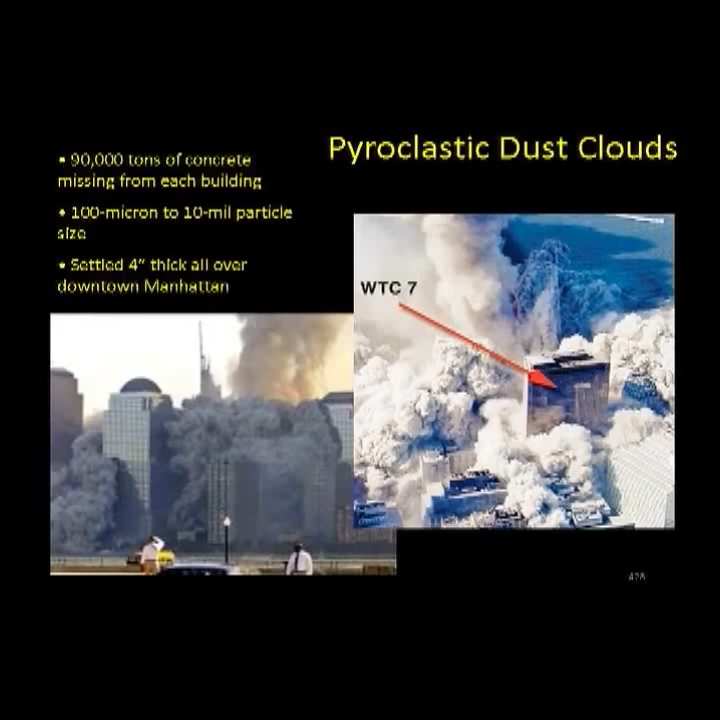 Pyroclastic Dust Clouds
• 90,000 tons of concrete
missing from each building
• 100-micron to 10-mil particle
size
• Settled 4" thick all over
downtown Manhattan
WTC 7
428